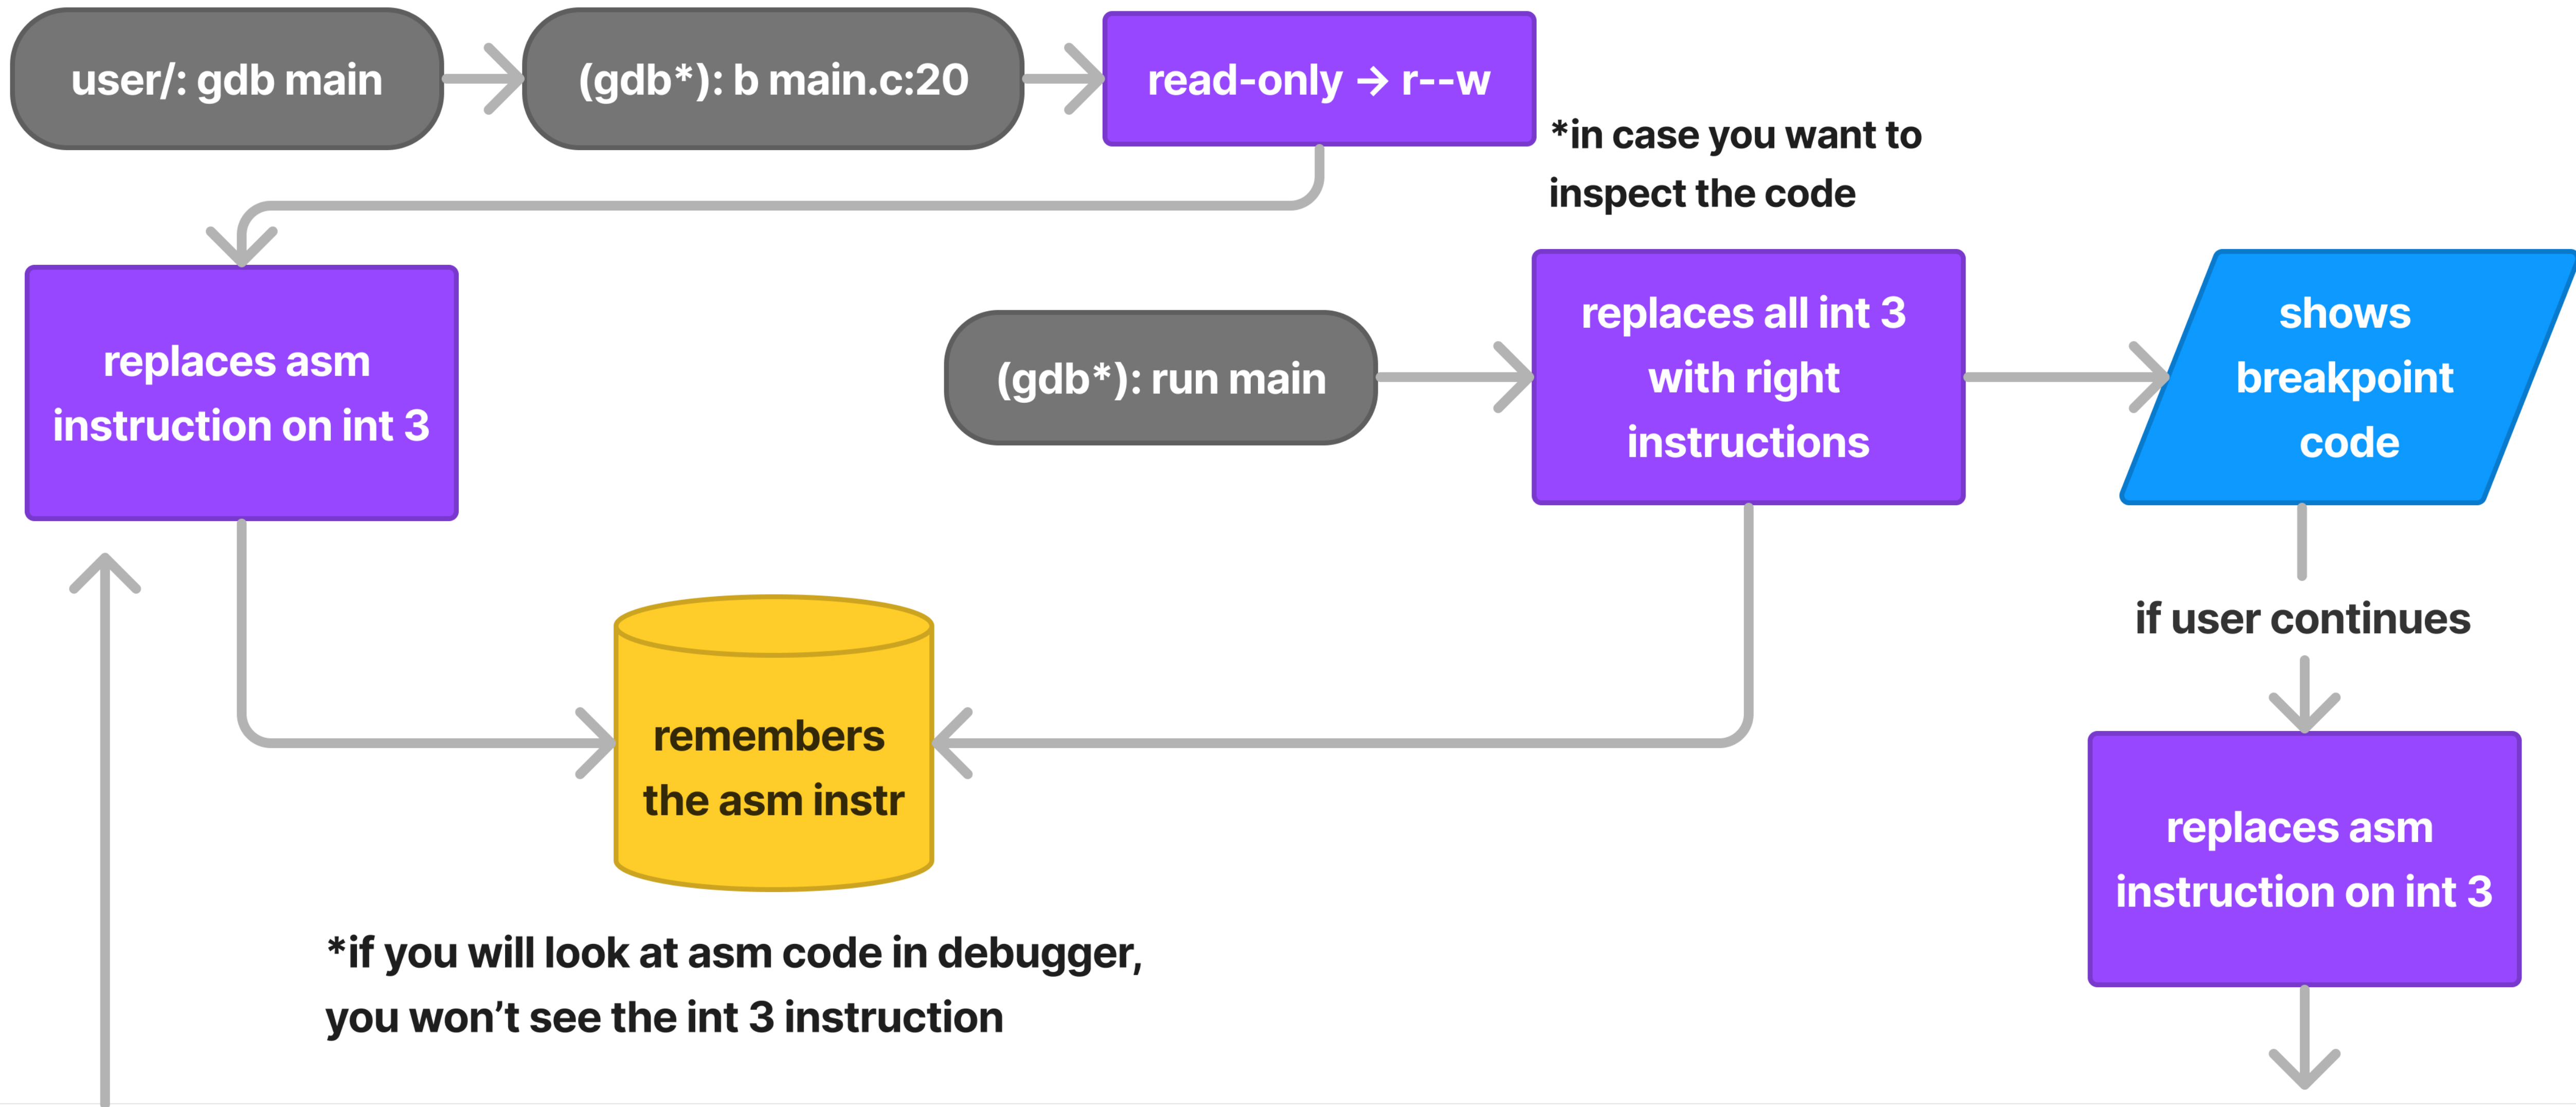 user/: gdb main
(gdb*): b main.c:20
read-only → r--w
*in case you want to
inspect the code
replaces asm
instruction on int 3
(gdb*): run main
replaces all int 3
with right
instructions
shows
breakpoint
code
if user continues
remembers
the asm instr
replaces asm
instruction on int 3
*if you will look at asm code in debugger,
you won’t see the int 3 instruction